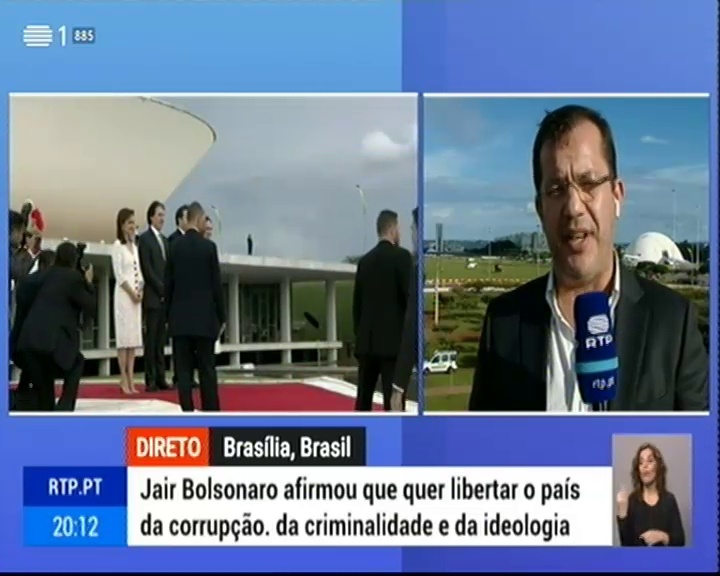 1 885
RTP
rtp.pt
DIRETO Brasília, Brasil
RTP.PT
Jair Bolsonaro afirmou que quer libertar o país
20:12
da corrupção. da criminalidade e da ideologia